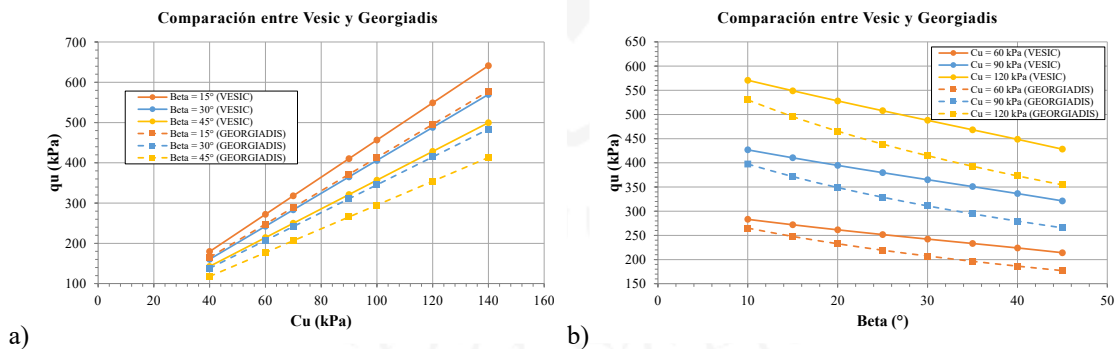 Comparación entre Vesic y Georgiadis
700
600
500
400
300
200
100
qu (kPa)
Beta = 15° (VESIC)
Beta = 30° (VESIC)
Beta = 45° (VESIC)
Beta = 15° (GEORGIADIS)
Beta = 30° (GEORGIADIS)
Beta = 45° (GEORGIADIS)
0 20 40 60 80 100 120 140 160
Cu (kPa)
a)
Comparación entre Vesic y Georgiadis
650
600
550
500
450
400
350
300
250
200
150
qu (kPa)
Cu = 60 kPa (VESIC)
Cu = 90 kPa (VESIC)
Cu = 120 kPa (VESIC)
Cu = 60 kPa (GEORGIADIS)
Cu = 90 kPa (GEORGIADIS)
Cu = 120 kPa (GEORGIADIS)
0 10 20 30 40 50
Beta (°)
b)